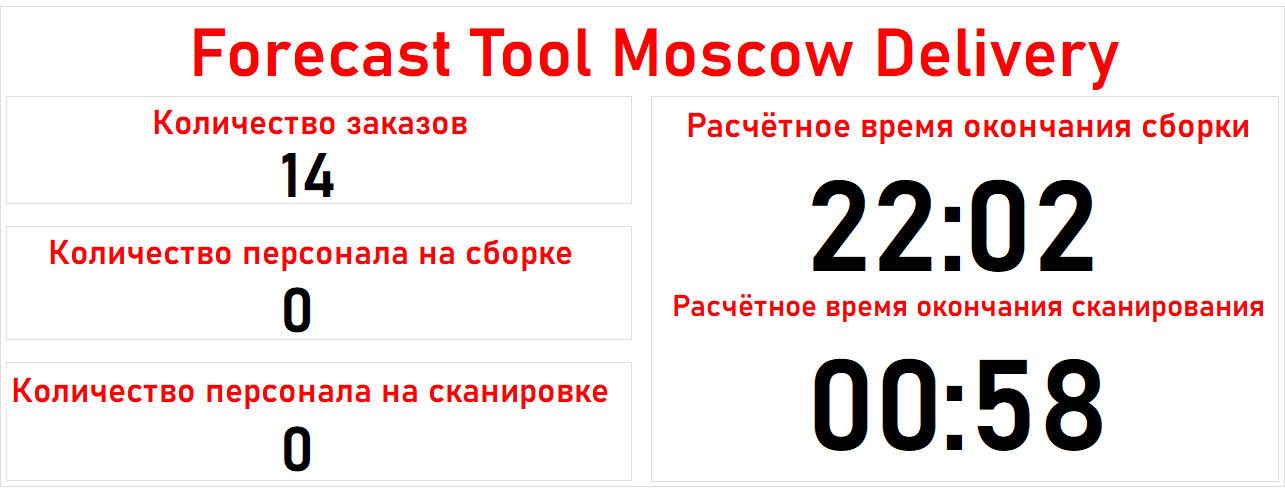 Forecast Tool Moscow Delivery
Количество заказов
14
Количество персонала на сборке
0
Количество персонала на сканировке
0
Расчётное время окончания сборки
22:02
Расчётное время окончания сканирования
00:58